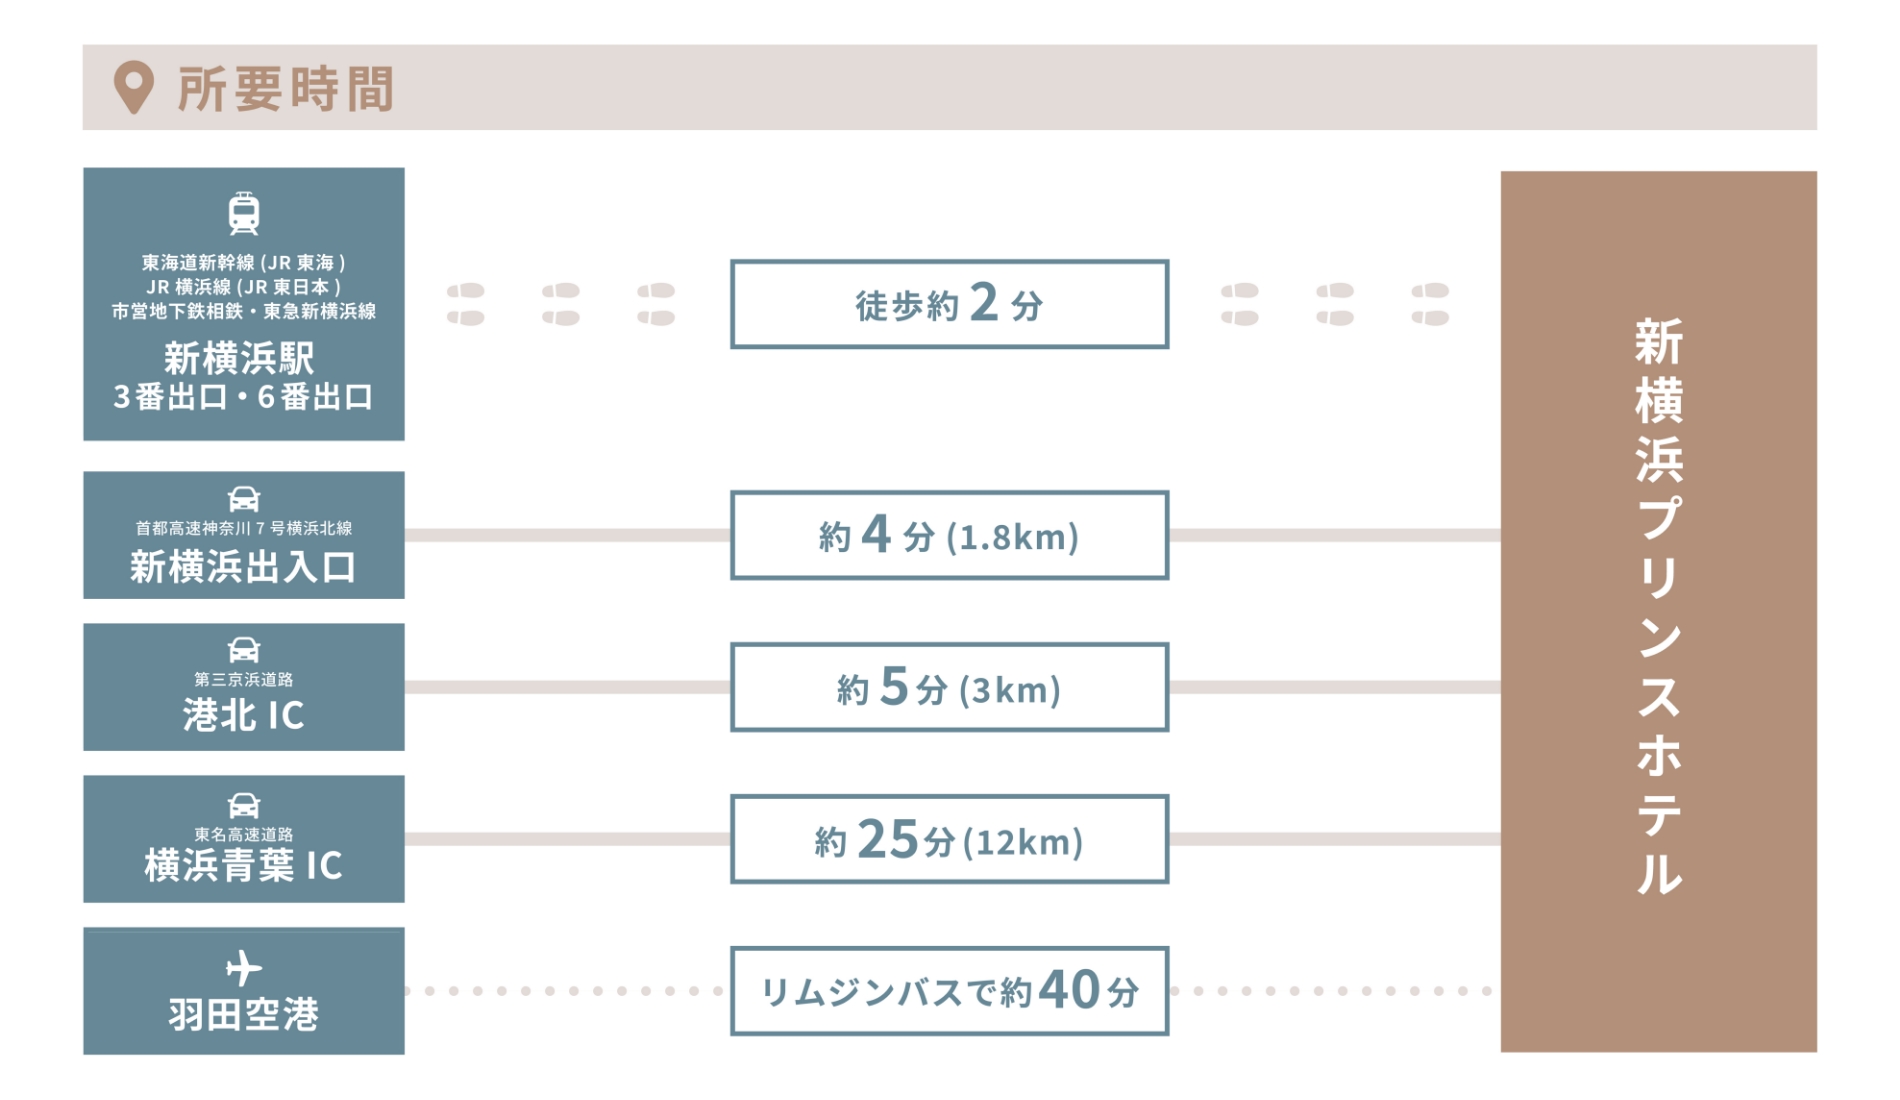 所要時間
東海道新幹線 (JR 東海 )
JR 横浜線 (JR 東日本 )
市営地下鉄相鉄・東急新横浜線
新横浜駅
3番出口・6番出口
徒歩約 2 分
首都高速神奈川 7 号横浜北線
新横浜出入口
約 4 分 (1.8km)
第三京浜道路
港北 IC
約 5 分 (3km)
東名高速道路
横浜青葉 IC
約 25分 (12km)
羽田空港
リムジンバスで約40分
新横浜プリンスホテル